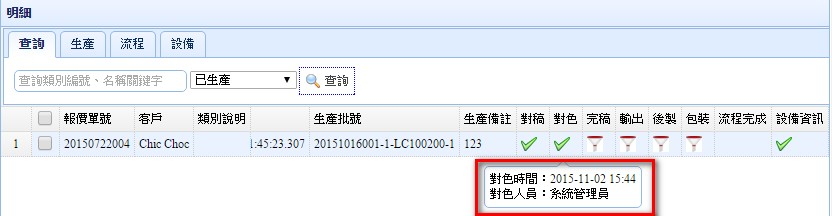 明細
查詢 生產 流程 設備
查詢類別編號、名稱關鍵字 已生產 查詢
報價單號 客戶 類別說明 生產批號 生產備註 對稿 對色 完稿 輸出 後製 包裝 流程完成 設備資訊
1 20150722004 Chic Choc 1:45:23.307 20151016001-1-LC100200-1 123
對色時間：2015-11-02 15:44
對色人員：系統管理員